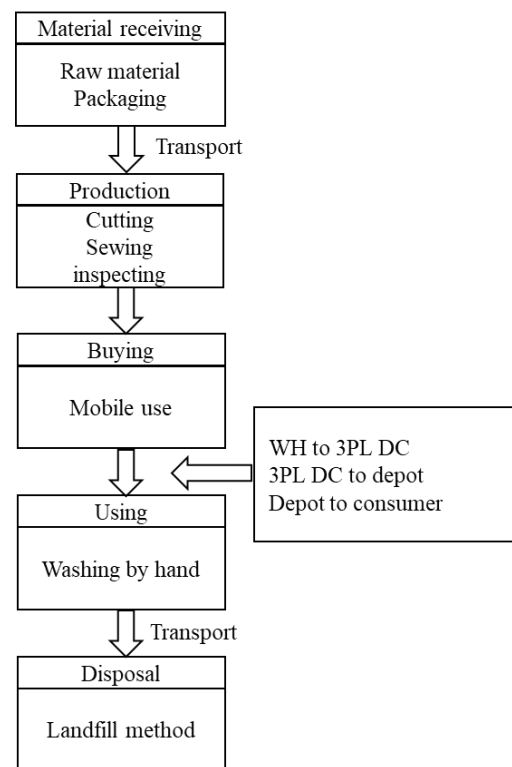 Material receiving
Raw material
Packaging
Transport
Production
Cutting
Sewing
inspecting
Buying
Mobile use
WH to 3PL DC
3PL DC to depot
Depot to consumer
Using
Washing by hand
Transport
Disposal
Landfill method